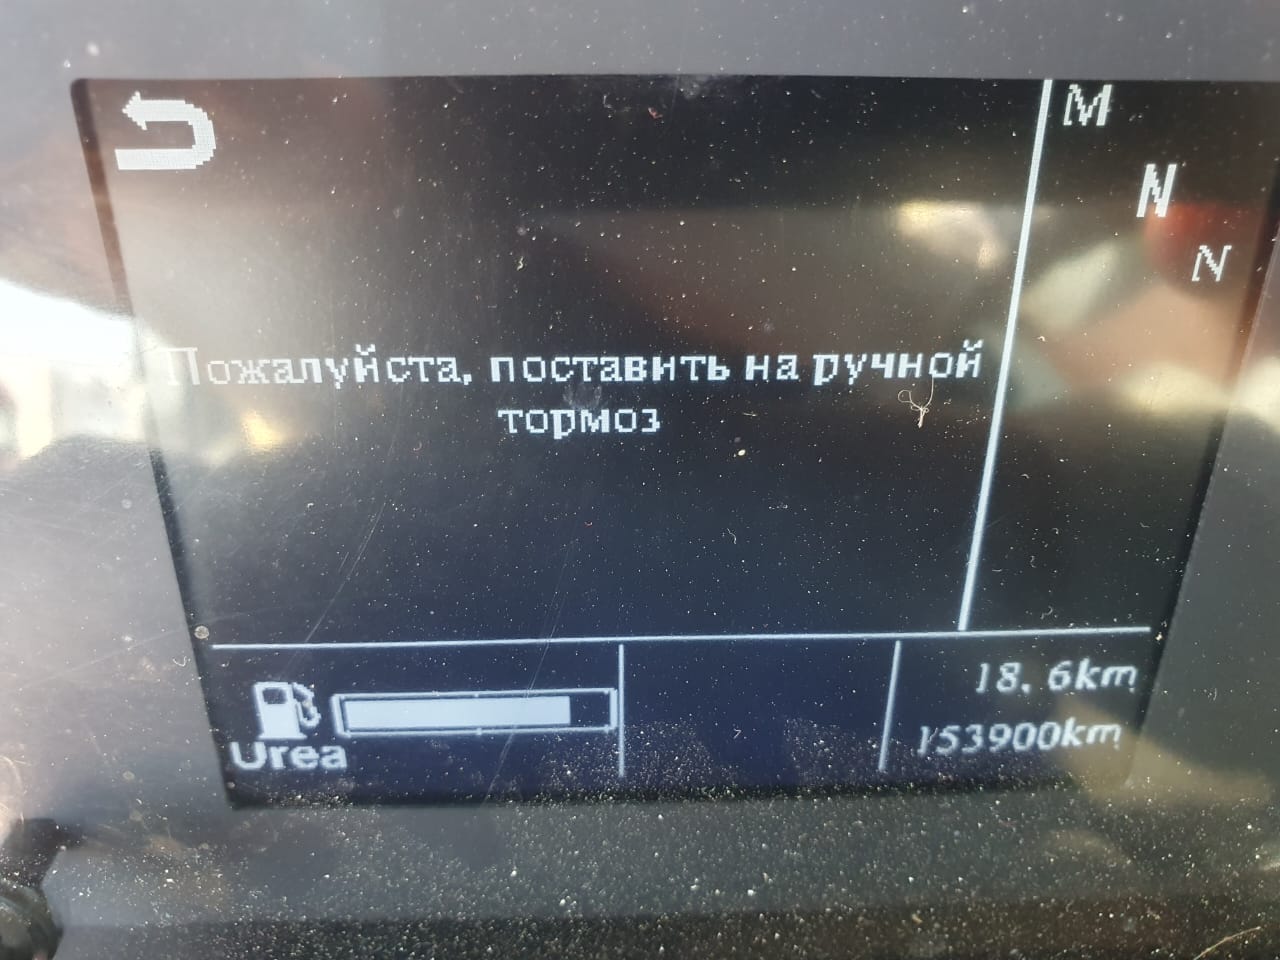 M
N
N
Пожалуйста, поставить на ручной
тормоз
18.6km
Urea
153900km